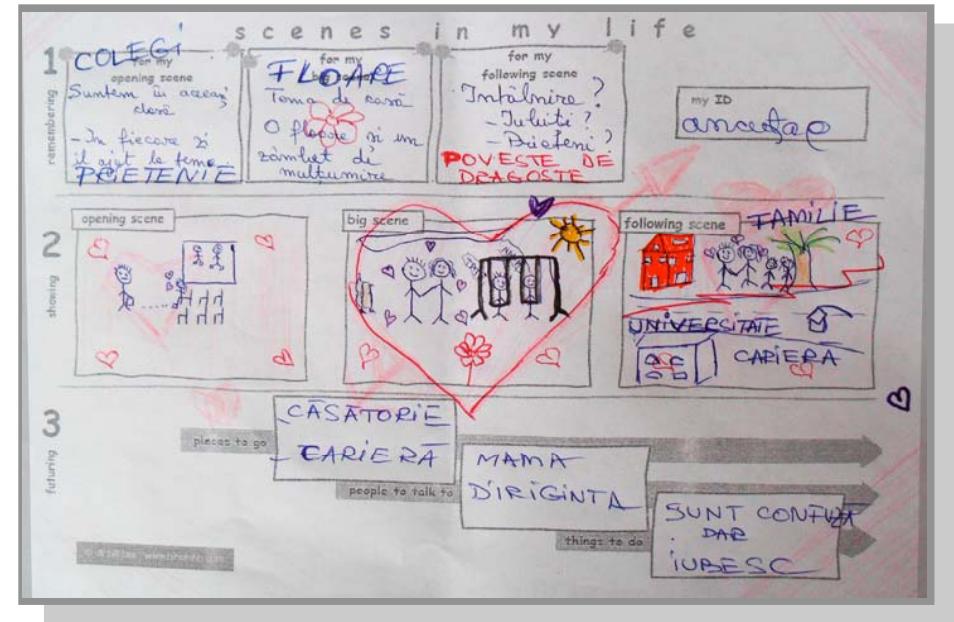 scenes in my life
1
remembering
COLEGI
for my
opening scene
Suntem în aceeași
clasă
- În fiecare zi
îl ajut la teme
PRIETENIE
FLOARE
for my
Tema de casă
O floare și un
zâmbet de
mulțumire
for my
following scene
Întâlnire?
- Iubiți?
- Prieteni?
POVESTE DE
DRAGOSTE
my ID
2
showing
opening scene
big scene
following scene
FAMILIE
UNIVERSITATE
CARIERA
3
futuring
places to go
- CĂSĂTORIE
- CARIERĂ
people to talk to
MAMA
DIRIGINTA
things to do
SUNT CONFUZĂ
DAR
IUBESC